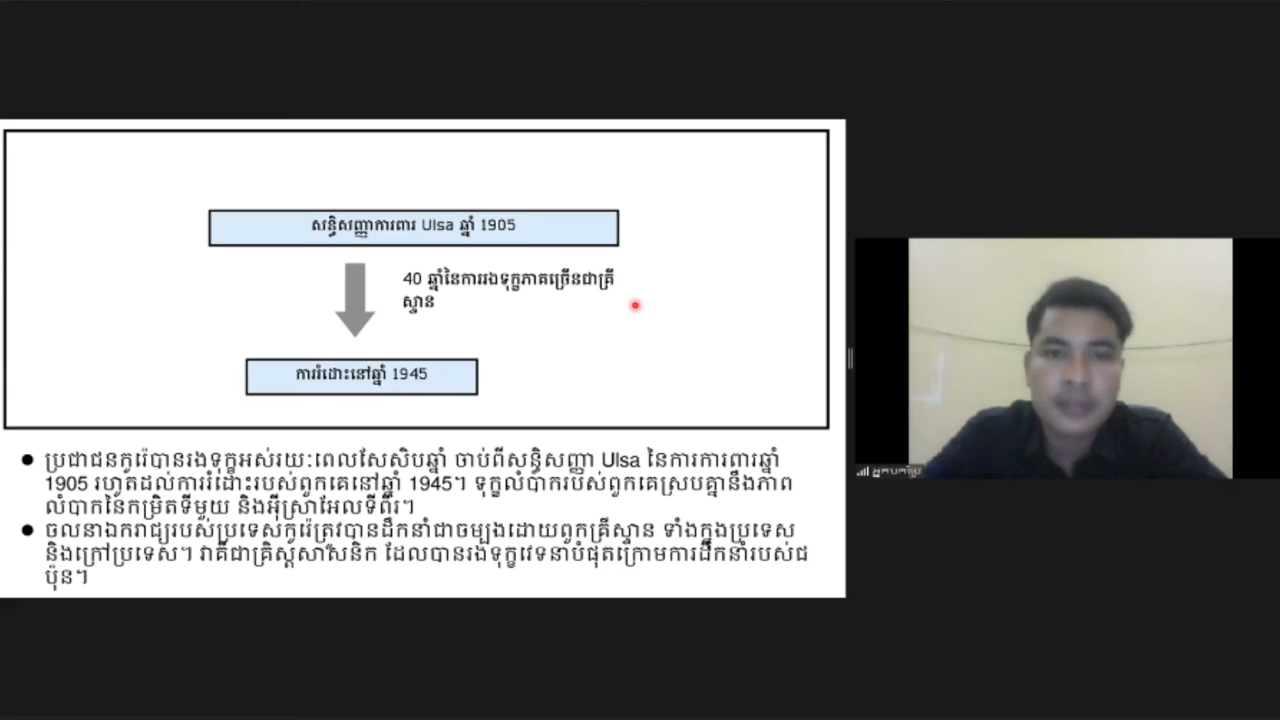 សន្ធិសញ្ញាការពារ Ulsa ឆ្នាំ 1905
40 ឆ្នាំនៃការរងទុក្ខភាគច្រើនជាគ្រី
ស្ទាន
ការរំដោះនៅឆ្នាំ 1945
● ប្រជាជនកូរ៉េបានរងទុក្ខអស់រយៈពេលសែសិបឆ្នាំ ចាប់ពីសន្ធិសញ្ញា Ulsa នៃការការពារឆ្នាំ
1905 រហូតដល់ការរំដោះរបស់ពួកគេនៅឆ្នាំ 1945។ ទុក្ខលំបាករបស់ពួកគេស្របគ្នានឹងភាព
លំបាកនៃកម្រិតទីមួយ និងអ៊ីស្រាអែលទីពីរ។
● ចលនាឯករាជ្យរបស់ប្រទេសកូរ៉េត្រូវបានដឹកនាំជាចម្បងដោយពួកគ្រីស្ទាន ទាំងក្នុងប្រទេស
និងក្រៅប្រទេស។ វាគឺជាគ្រិស្តសាសនិក ដែលបានរងទុក្ខវេទនាបំផុតក្រោមការដឹកនាំរបស់ជ
ប៉ុន។
អ្នកបកប្រែ